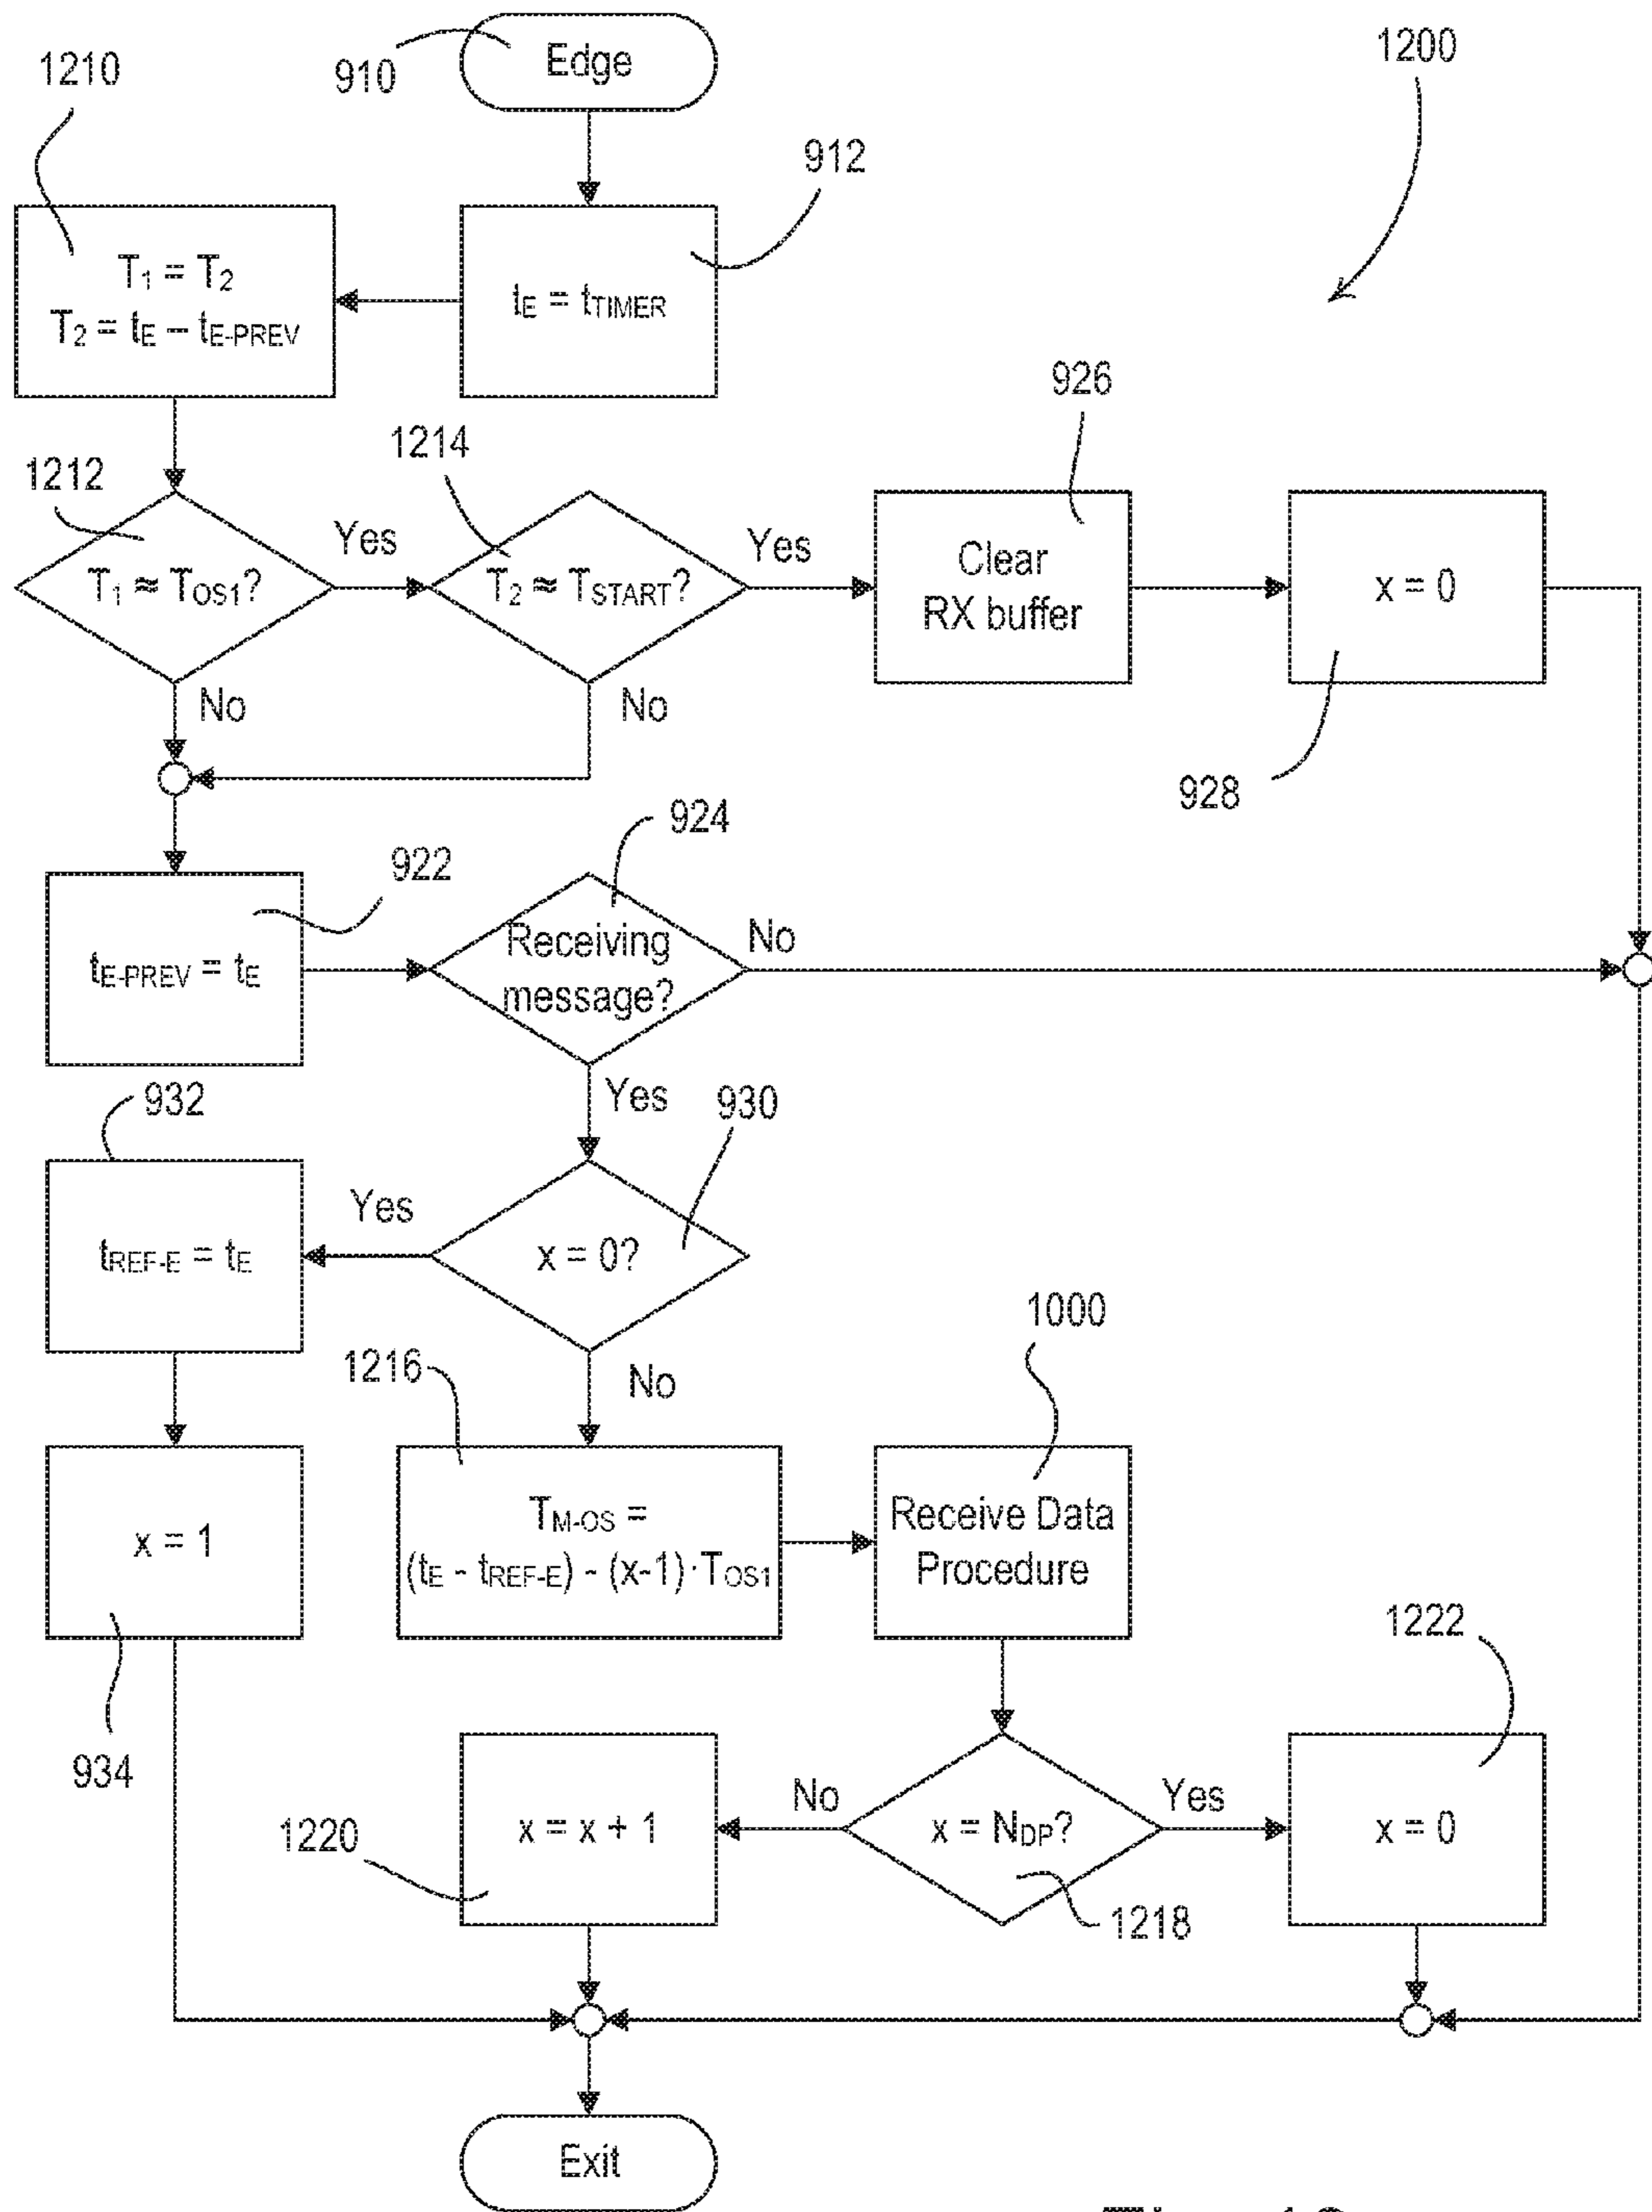 1210
910
Edge
1200
912
T1 = T2
T2 = tE – tE-PREV
tE = tTIMER
926
1214
1212
Yes
Yes
T1 ≈ TOS1?
T2 ≈ TSTART?
Clear
RX buffer
x = 0
No
No
928
924
922
Receiving
message?
No
tE-PREV = tE
932
Yes
930
Yes
tREF-E = tE
x = 0?
1000
1216
No
x = 1
TM-OS =
(tE - tREF-E) - (x-1)·TOS1
Receive Data
Procedure
1222
934
No
Yes
1220
x = x + 1
x = NDP?
x = 0
1218
Exit